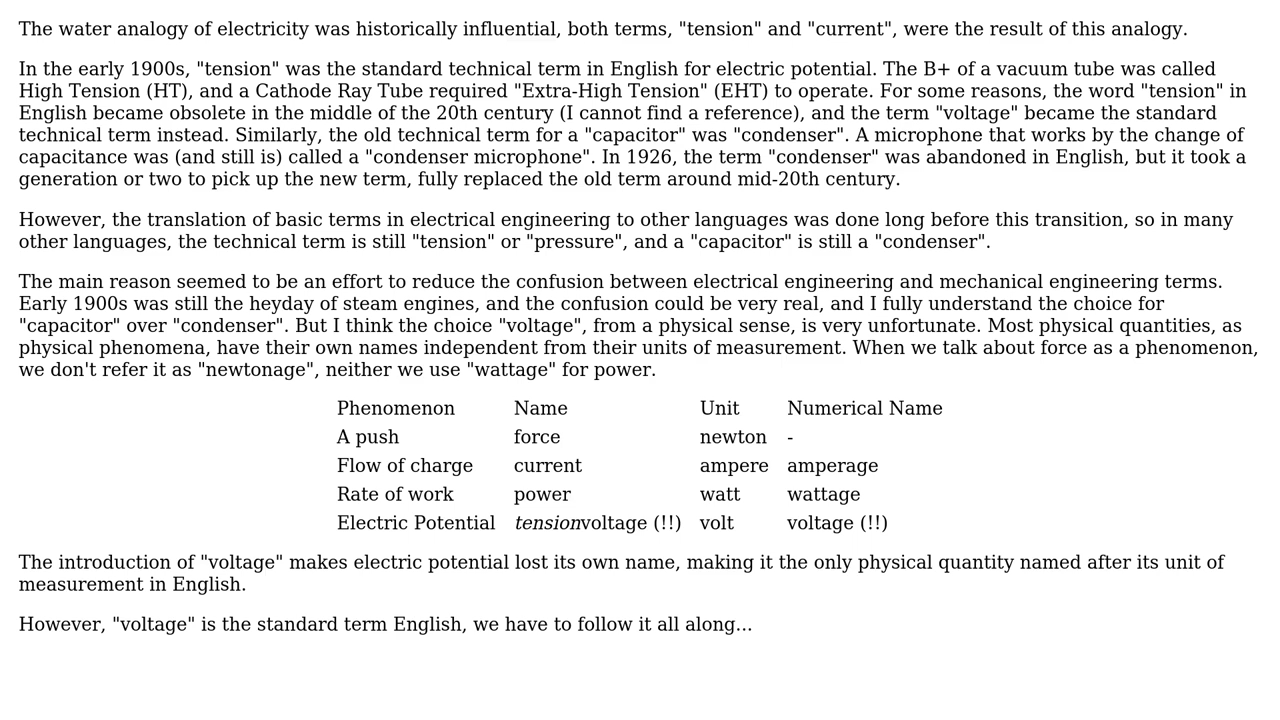 The water analogy of electricity was historically influential, both terms, "tension" and "current", were the result of this analogy.
In the early 1900s, "tension" was the standard technical term in English for electric potential. The B+ of a vacuum tube was called
High Tension (HT), and a Cathode Ray Tube required "Extra-High Tension" (EHT) to operate. For some reasons, the word "tension" in
English became obsolete in the middle of the 20th century (I cannot find a reference), and the term "voltage" became the standard
technical term instead. Similarly, the old technical term for a "capacitor" was "condenser". A microphone that works by the change of
capacitance was (and still is) called a "condenser microphone". In 1926, the term "condenser" was abandoned in English, but it took a
generation or two to pick up the new term, fully replaced the old term around mid-20th century.
However, the translation of basic terms in electrical engineering to other languages was done long before this transition, so in many
other languages, the technical term is still "tension" or "pressure", and a "capacitor" is still a "condenser".
The main reason seemed to be an effort to reduce the confusion between electrical engineering and mechanical engineering terms.
Early 1900s was still the heyday of steam engines, and the confusion could be very real, and I fully understand the choice for
"capacitor" over "condenser". But I think the choice "voltage", from a physical sense, is very unfortunate. Most physical quantities, as
physical phenomena, have their own names independent from their units of measurement. When we talk about force as a phenomenon,
we don't refer it as "newtonage", neither we use "wattage" for power.
Phenomenon Name Unit Numerical Name
A push force newton -
Flow of charge current ampere amperage
Rate of work power watt wattage
Electric Potential tensionvoltage (!!) volt voltage (!!)
The introduction of "voltage" makes electric potential lost its own name, making it the only physical quantity named after its unit of
measurement in English.
However, "voltage" is the standard term English, we have to follow it all along...